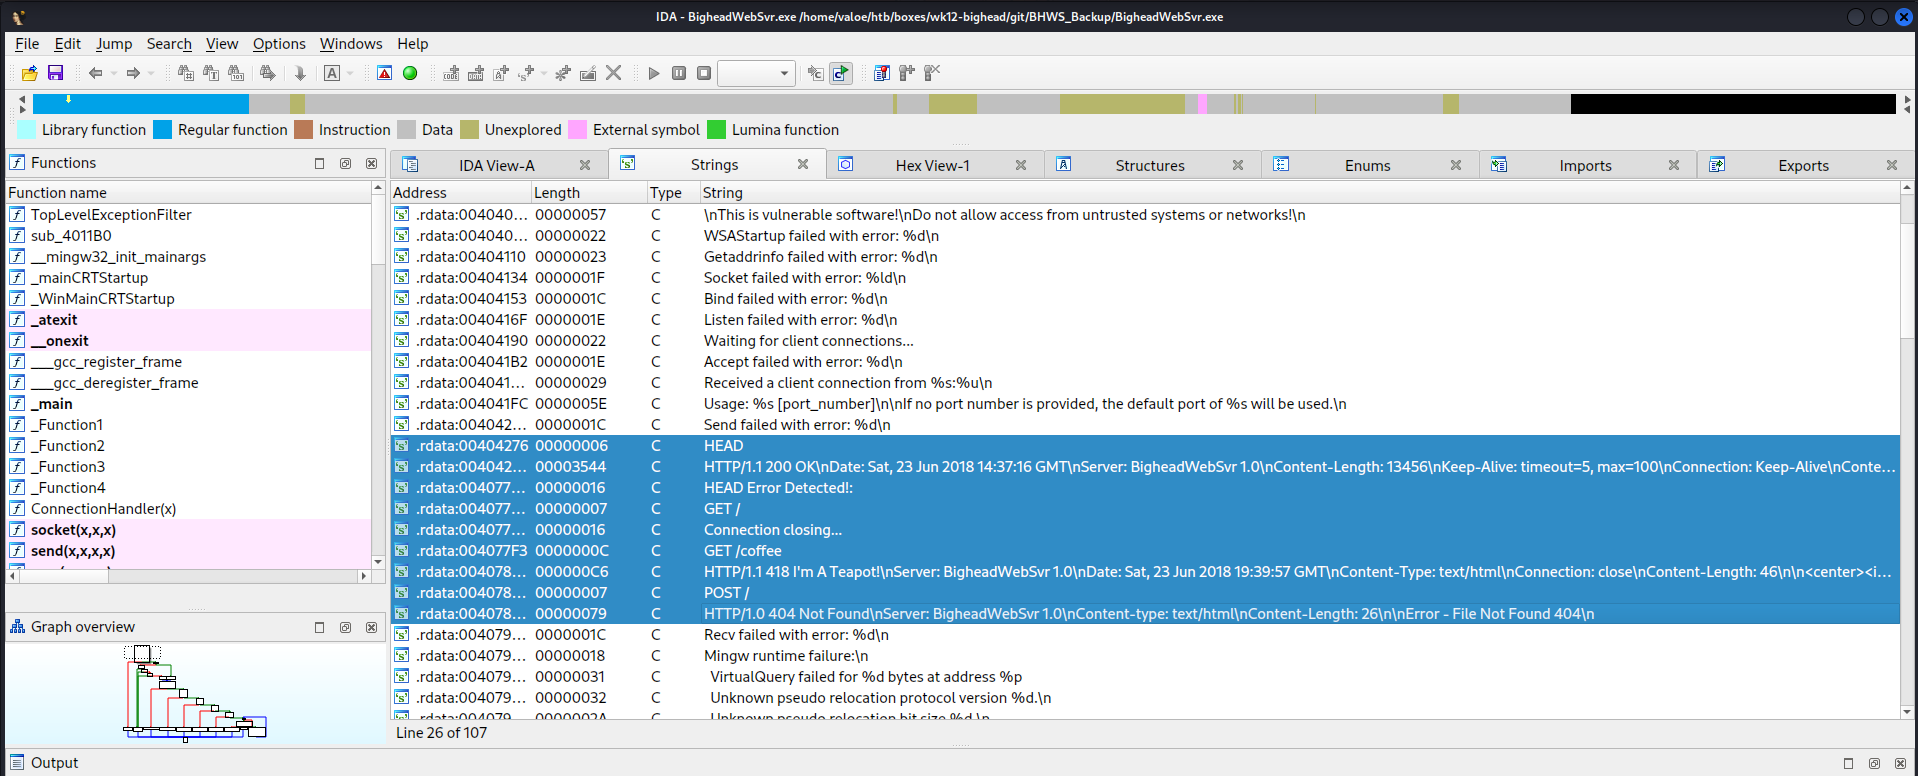 IDA - BigheadWebSvr.exe /home/valoe/htb/boxes/wk12-bighead/git/BHWS_Backup/BigheadWebSvr.exe
File Edit Jump Search View Options Windows Help
Library function Regular function Instruction Data Unexplored External symbol Lumina function
Functions
IDA View-A Strings Hex View-1 Structures Enums Imports Exports
Function name
TopLevelExceptionFilter
sub_4011B0
__mingw32_init_mainargs
_mainCRTStartup
_WinMainCRTStartup
_atexit
__onexit
___gcc_register_frame
___gcc_deregister_frame
_main
_Function1
_Function2
_Function3
_Function4
ConnectionHandler(x)
socket(x,x,x)
send(x,x,x,x)
Graph overview
Address Length Type String
.rdata:004040... 00000057 C \nThis is vulnerable software!\nDo not allow access from untrusted systems or networks!\n
.rdata:004040... 00000022 C WSAStartup failed with error: %d\n
.rdata:00404110 00000023 C Getaddrinfo failed with error: %d\n
.rdata:00404134 0000001F C Socket failed with error: %ld\n
.rdata:00404153 0000001C C Bind failed with error: %d\n
.rdata:0040416F 0000001E C Listen failed with error: %d\n
.rdata:00404190 00000022 C Waiting for client connections...
.rdata:004041B2 0000001E C Accept failed with error: %d\n
.rdata:004041... 00000029 C Received a client connection from %s:%u\n
.rdata:004041FC 0000005E C Usage: %s [port_number]\n\nIf no port number is provided, the default port of %s will be used.\n
.rdata:004042... 0000001C C Send failed with error: %d\n
.rdata:00404276 00000006 C HEAD
.rdata:004042... 00003544 C HTTP/1.1 200 OK\nDate: Sat, 23 Jun 2018 14:37:16 GMT\nServer: BigheadWebSvr 1.0\nContent-Length: 13456\nKeep-Alive: timeout=5, max=100\nConnection: Keep-Alive\nConte...
.rdata:004077... 00000016 C HEAD Error Detected!:
.rdata:004077... 00000007 C GET /
.rdata:004077... 00000016 C Connection closing...
.rdata:004077F3 0000000C C GET /coffee
.rdata:004078... 000000C6 C HTTP/1.1 418 I'm A Teapot!\nServer: BigheadWebSvr 1.0\nDate: Sat, 23 Jun 2018 19:39:57 GMT\nContent-Type: text/html\nConnection: close\nContent-Length: 46\n\n<center><i...
.rdata:004078... 00000007 C POST /
.rdata:004078... 00000079 C HTTP/1.0 404 Not Found\nServer: BigheadWebSvr 1.0\nContent-type: text/html\nContent-Length: 26\n\nError - File Not Found 404\n
.rdata:004079... 0000001C C Recv failed with error: %d\n
.rdata:004079... 00000018 C Mingw runtime failure:\n
.rdata:004079... 00000031 C VirtualQuery failed for %d bytes at address %p
.rdata:004079... 00000032 C Unknown pseudo relocation protocol version %d.\n
.rdata:004079... 0000002A C Unknown pseudo relocation bit size %d.\n
Line 26 of 107
Output